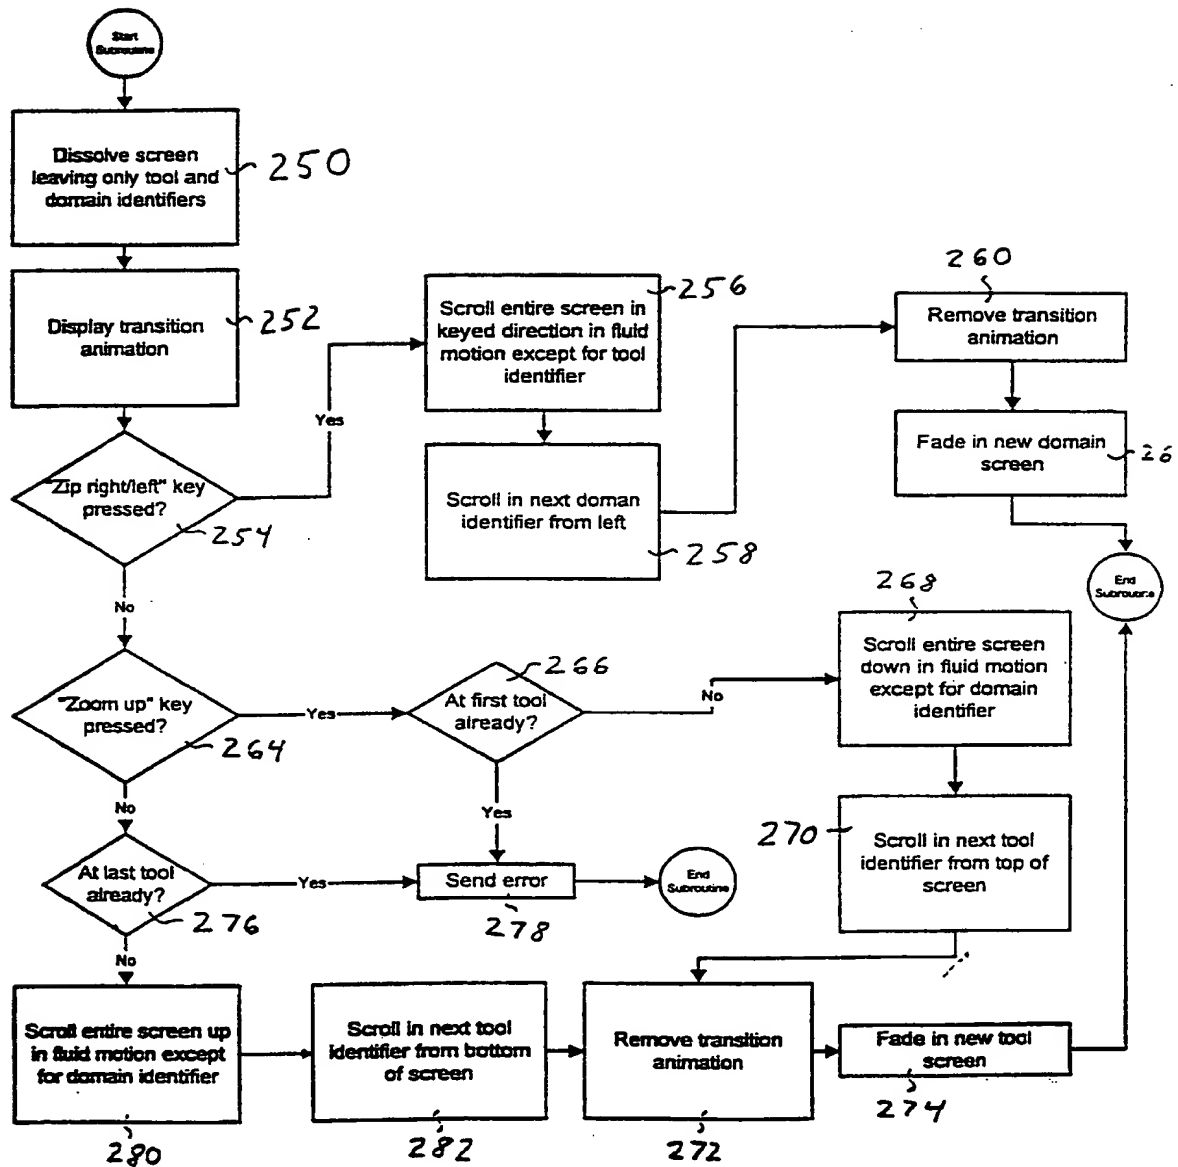 Start
Subroutine
Dissolve screen
leaving only tool and
domain identifiers
250
Display transition
animation
252
"Zip right/left" key
pressed?
254
Yes
Scroll entire screen in
keyed direction in fluid
motion except for tool
identifier
256
Scroll in next doman
identifier from left
258
260
Remove transition
animation
Fade in new domain
screen
26
End
Subroutine
No
"Zoom up" key
pressed?
264
Yes
266
At first tool
already?
No
268
Scroll entire screen
down in fluid motion
except for domain
identifier
270
Scroll in next tool
identifier from top of
screen
No
Yes
At last tool
already?
276
Yes
Send error
278
End
Subroutine
No
Scroll entire screen up
in fluid motion except
for domain identifier
280
Scroll in next tool
identifier from bottom
of screen
282
Remove transition
animation
272
Fade in new tool
screen
274